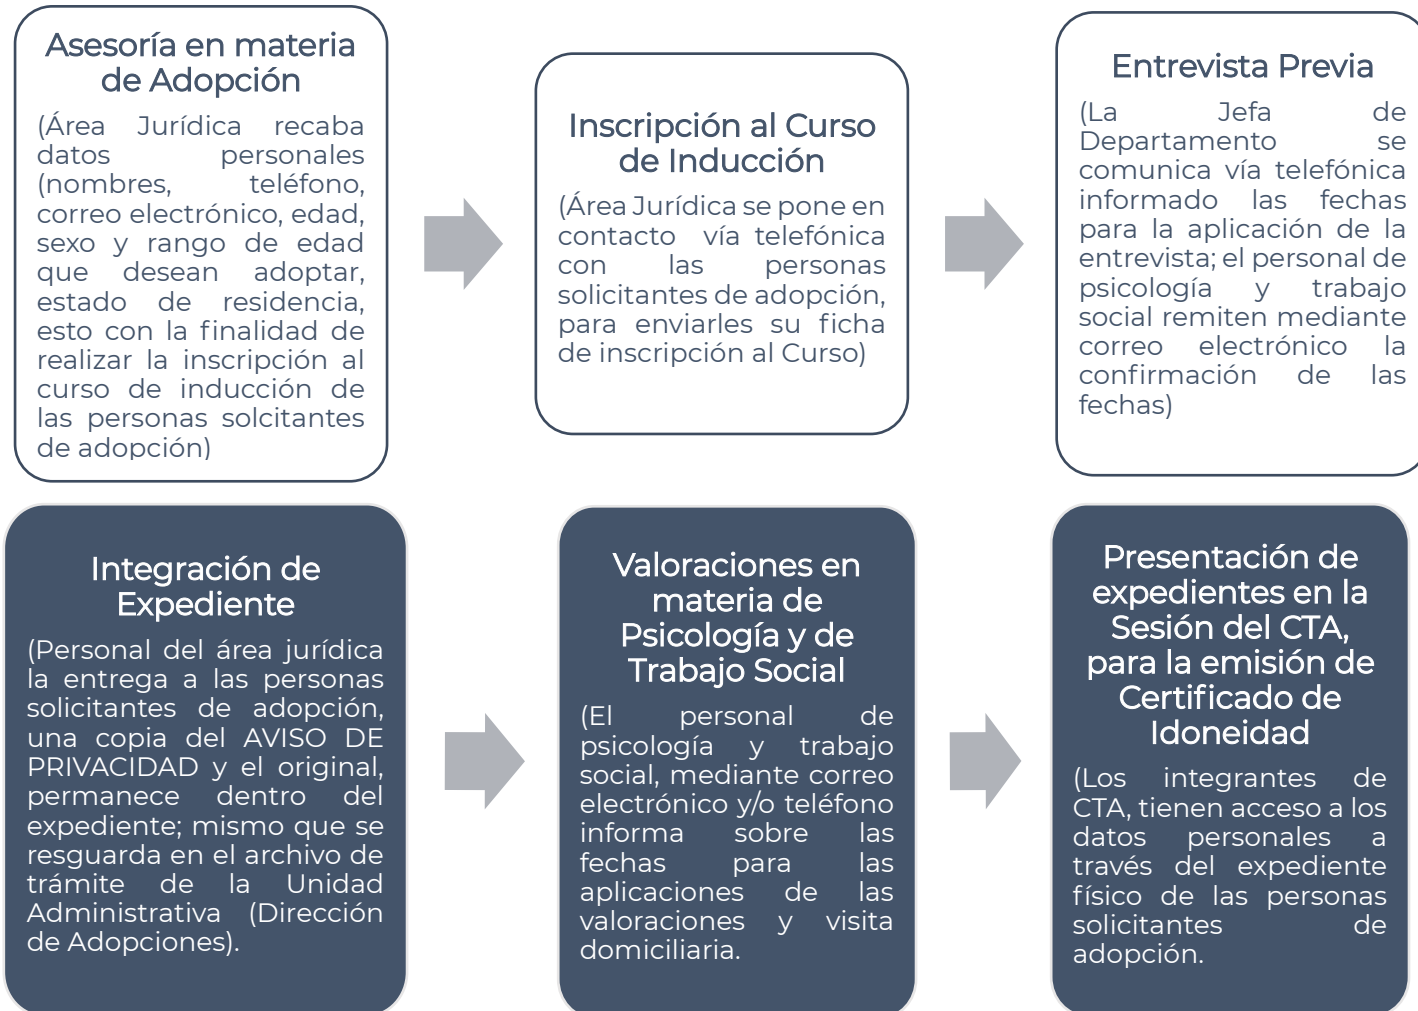 Asesoría en materia
de Adopción
(Área Jurídica recaba
datos personales
(nombres, teléfono,
correo electrónico, edad,
sexo y rango de edad
que desean adoptar,
estado de residencia,
esto con la finalidad de
realizar la inscripción al
curso de inducción de
las personas solcitantes
de adopción)
Inscripción al Curso
de Inducción
(Área Jurídica se pone en
contacto vía telefónica
con las personas
solicitantes de adopción,
para enviarles su ficha
de inscripción al Curso)
Entrevista Previa
(La Jefa de
Departamento se
comunica vía telefónica
informado las fechas
para la aplicación de la
entrevista; el personal de
psicología y trabajo
social remiten mediante
correo electrónico la
confirmación de las
fechas)
Integración de
Expediente
(Personal del área jurídica
la entrega a las personas
solicitantes de adopción,
una copia del AVISO DE
PRIVACIDAD y el original,
permanece dentro del
expediente; mismo que se
resguarda en el archivo de
trámite de la Unidad
Administrativa (Dirección
de Adopciones).
Valoraciones en
materia de
Psicología y de
Trabajo Social
(El personal de
psicología y trabajo
social, mediante correo
electrónico y/o teléfono
informa sobre las
fechas para las
aplicaciones de las
valoraciones y visita
domiciliaria.
Presentación de
expedientes en la
Sesión del CTA,
para la emisión de
Certificado de
Idoneidad
(Los integrantes de
CTA, tienen acceso a los
datos personales a
través del expediente
físico de las personas
solicitantes de
adopción.